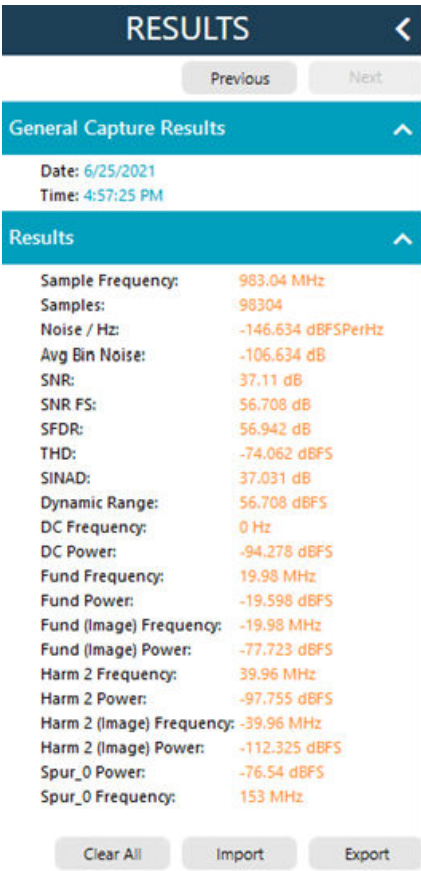 RESULTS
Previous Next
General Capture Results
Date: 6/25/2021
Time: 4:57:25 PM
Results
Sample Frequency: 983.04 MHz
Samples: 98304
Noise / Hz: -146.634 dBFSPerHz
Avg Bin Noise: -106.634 dB
SNR: 37.11 dB
SNR FS: 56.708 dB
SFDR: 56.942 dB
THD: -74.062 dBFS
SINAD: 37.031 dB
Dynamic Range: 56.708 dBFS
DC Frequency: 0 Hz
DC Power: -94.278 dBFS
Fund Frequency: 19.98 MHz
Fund Power: -19.598 dBFS
Fund (Image) Frequency: -19.98 MHz
Fund (Image) Power: -77.723 dBFS
Harm 2 Frequency: 39.96 MHz
Harm 2 Power: -97.755 dBFS
Harm 2 (Image) Frequency: -39.96 MHz
Harm 2 (Image) Power: -112.325 dBFS
Spur_0 Power: -76.54 dBFS
Spur_0 Frequency: 153 MHz
Clear All Import Export